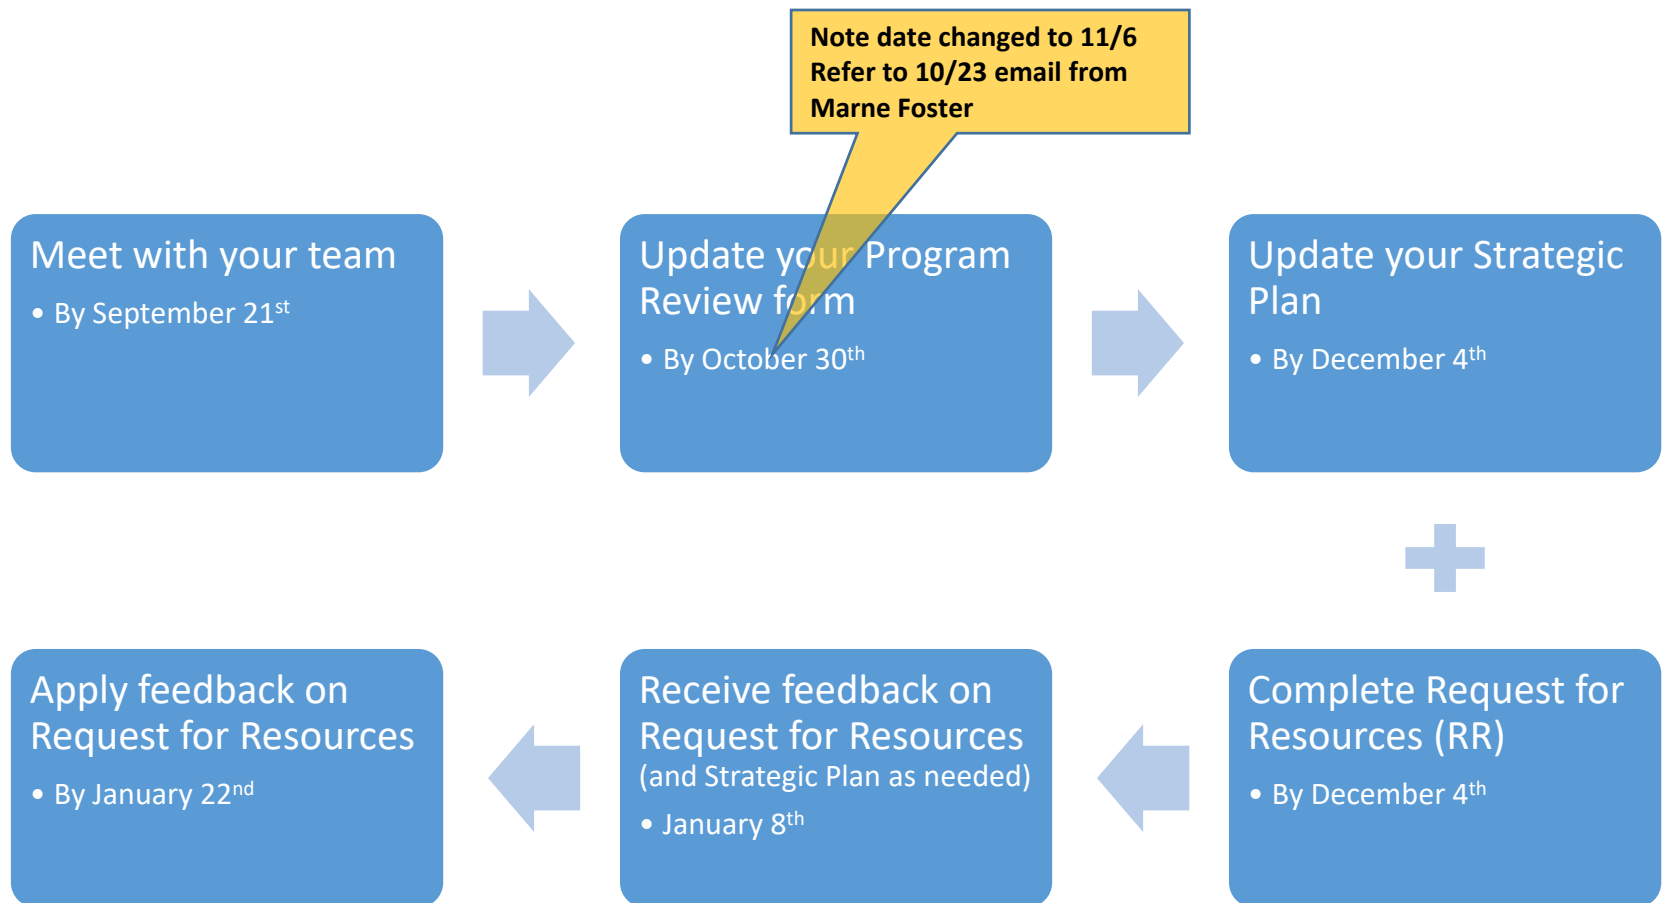 Note date changed to 11/6
Refer to 10/23 email from
Marne Foster
Meet with your team
• By September 21st
Update your Program
Review form
• By October 30th
Update your Strategic
Plan
• By December 4th
Complete Request for
Resources (RR)
• By December 4th
Receive feedback on
Request for Resources
(and Strategic Plan as needed)
• January 8th
Apply feedback on
Request for Resources
• By January 22nd